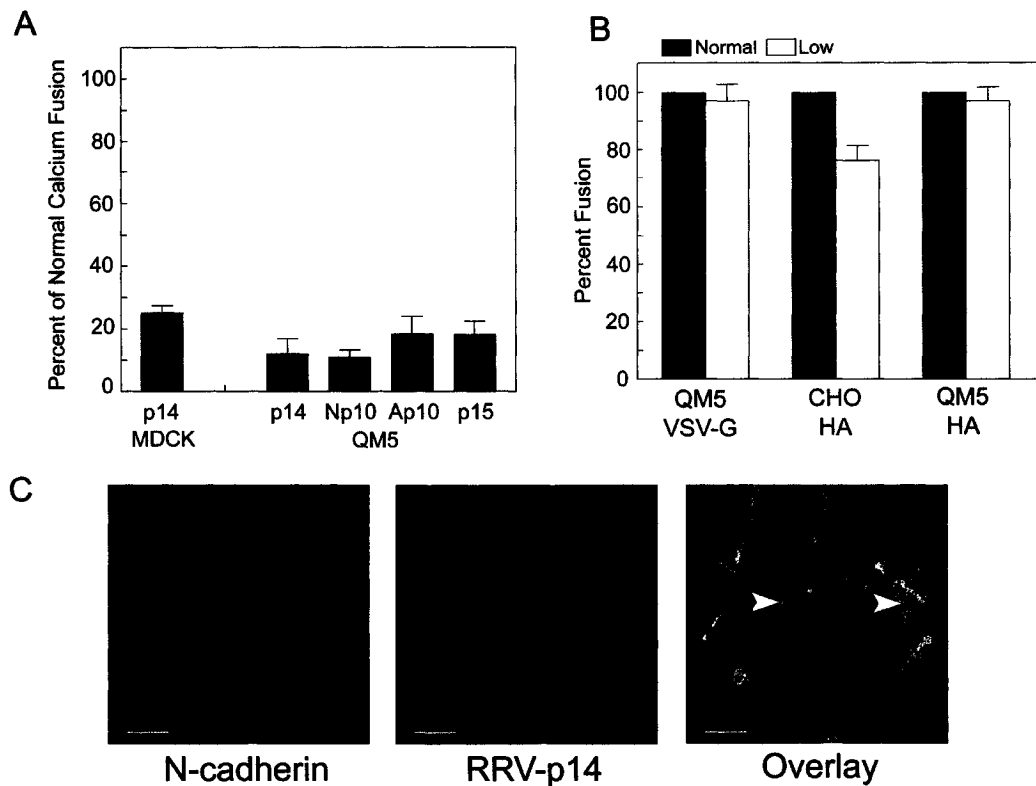 A
Percent of Normal Calcium Fusion
100
80
60
40
20
0
p14
MDCK
p14 Np10 Ap10 p15
QM5
B
Normal Low
Percent Fusion
100
80
60
40
20
0
QM5 CHO QM5
VSV-G HA HA
C
N-cadherin RRV-p14 Overlay